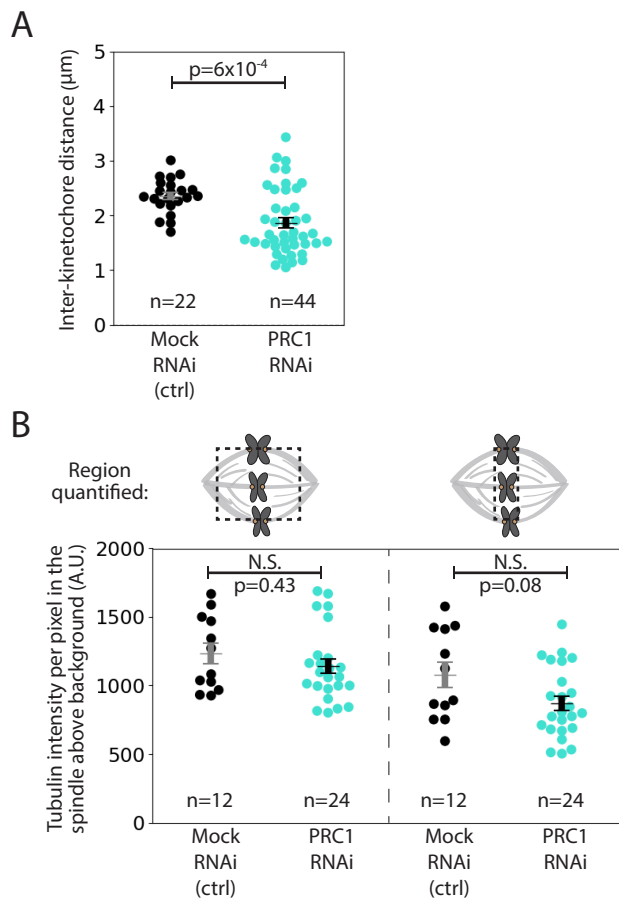 A
Inter-kinetochore distance (μm)
5
4
3
2
1
0
p=6x10⁻⁴
n=22
n=44
Mock
RNAi
(ctrl)
PRC1
RNAi
B
Region
quantified:
Tubulin intensity per pixel in the
spindle above background (A.U.)
2000
1500
1000
500
0
N.S.
p=0.43
N.S.
p=0.08
n=12
n=24
n=12
n=24
Mock
RNAi
(ctrl)
PRC1
RNAi
Mock
RNAi
(ctrl)
PRC1
RNAi